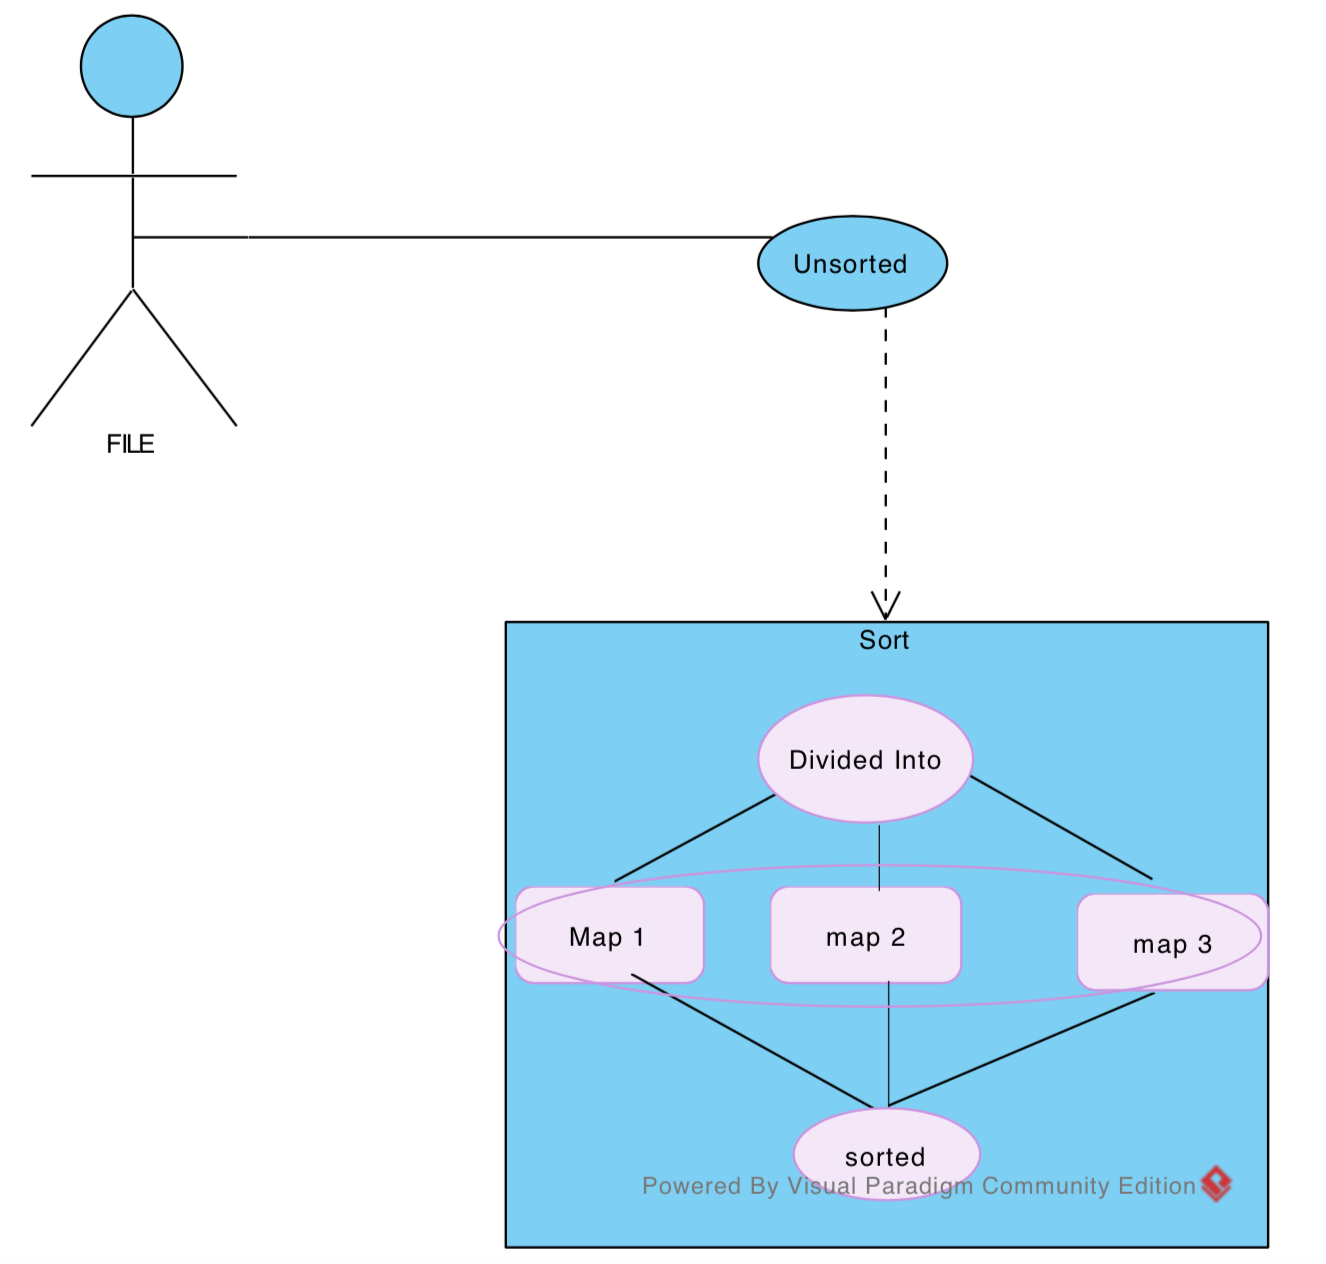 FILE
Unsorted
Sort
Divided Into
Map 1
map 2
map 3
sorted
Powered By Visual Paradigm Community Edition